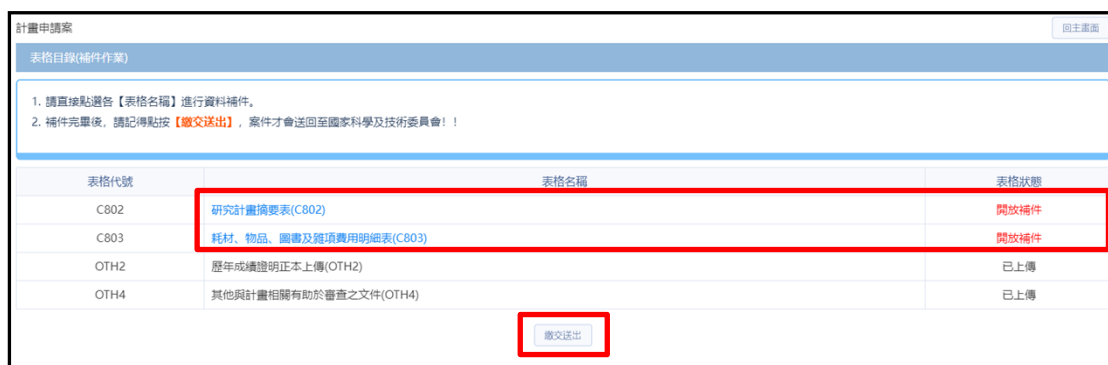 計畫申請案 回主畫面
表格目錄(補件作業)
1. 請直接點選各【表格名稱】進行資料補件。
2. 補件完畢後, 請記得點按【繳交送出】, 案件才會送回至國家科學及技術委員會! !
表格代號 表格名稱 表格狀態
C802 研究計畫摘要表(C802) 開放補件
C803 耗材、物品、圖書及雜項費用明細表(C803) 開放補件
OTH2 歷年成績證明正本上傳(OTH2) 已上傳
OTH4 其他與計畫相關有助於審查之文件(OTH4) 已上傳
繳交送出